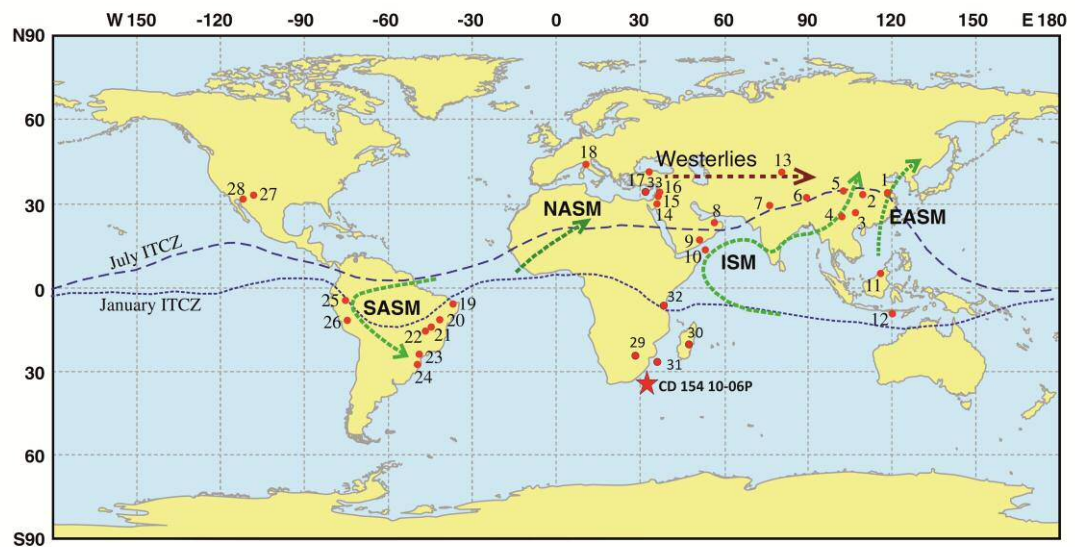 W 150 -120 -90 -60 -30 0 30 60 90 120 150 E 180
N90
60
30
0
30
60
S90
18
Westerlies
13
28 27
17 33 16
15
14
7
6
5
4
3
2
1
NASM
8
9
10
EASM
ISM
July ITCZ
January ITCZ
11
12
25
26
SASM
19
20
21
22
23
24
32
29
30
31
CD 154 10-06P